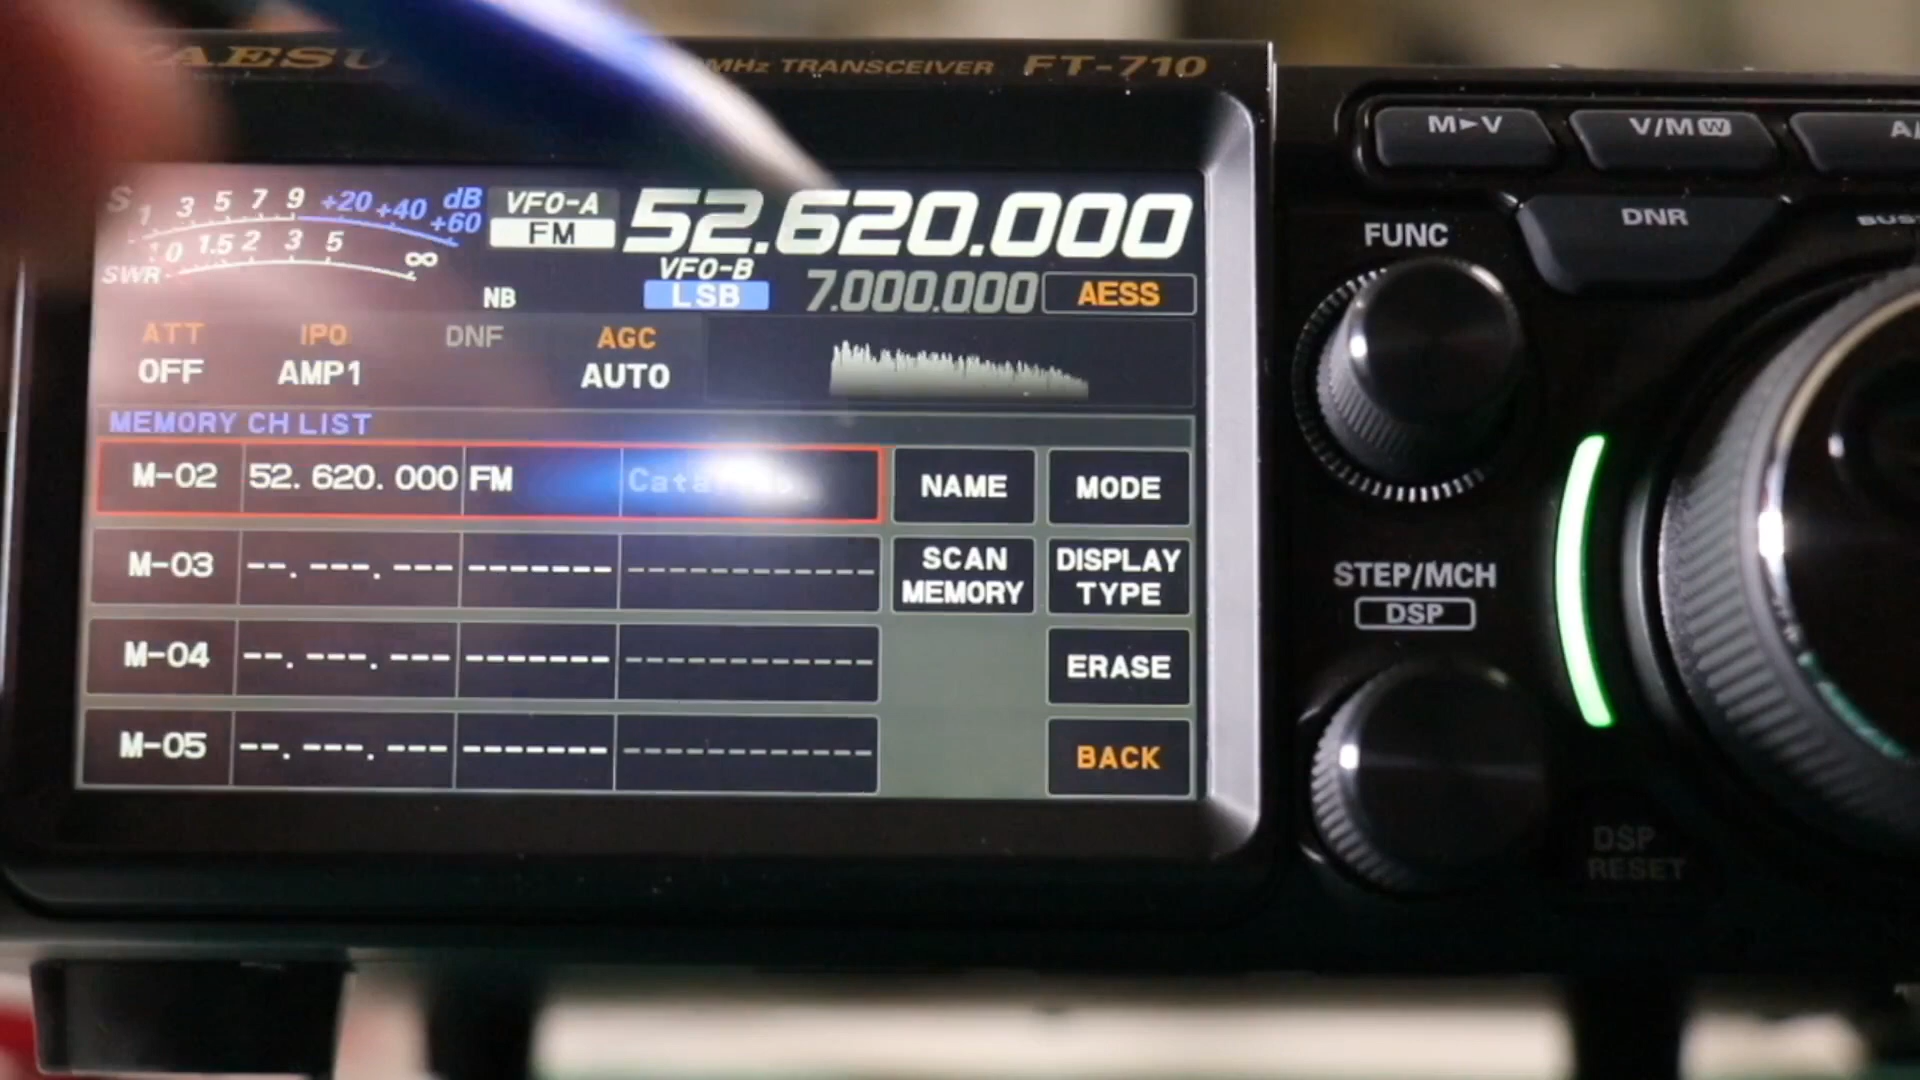 YAESU MHz TRANSCEIVER FT-710
M►V V/M W A/
DNR
FUNC
S 1 3 5 7 9 +20 +40 +60 dB
0 1.5 2 3 5 ∞
SWR
VFO-A 52.620.000
FM
VFO-B
LSB 7.000.000 AESS
NB
ATT IPO DNF AGC
OFF AMP1 AUTO
MEMORY CH LIST
M-02 52. 620. 000 FM
NAME MODE
M-03 --. ---. --- ------- ------------
SCAN MEMORY DISPLAY TYPE
M-04 --. ---. --- ------- ------------
ERASE
M-05 --. ---. --- ------- ------------
BACK
STEP/MCH
DSP
DSP
RESET